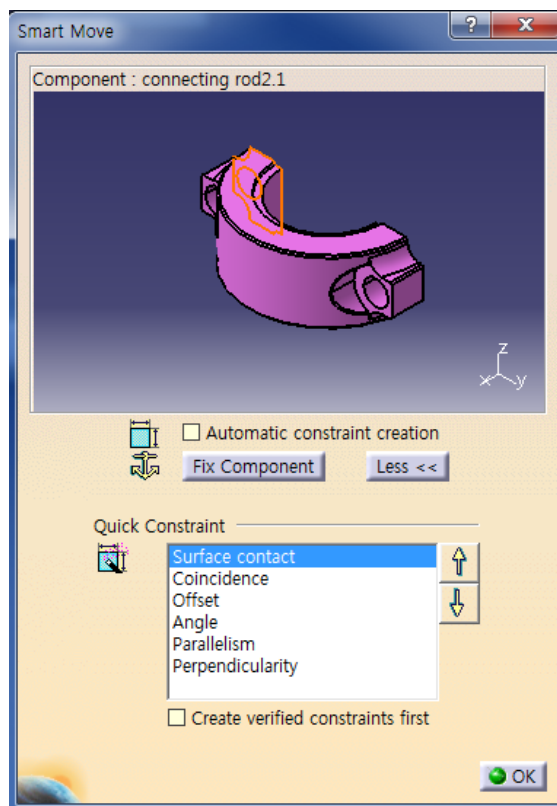 Smart Move
?
Component : connecting rod2.1
z
x y
Automatic constraint creation
Fix Component Less <<
Quick Constraint
Surface contact
Coincidence
Offset
Angle
Parallelism
Perpendicularity
Create verified constraints first
OK